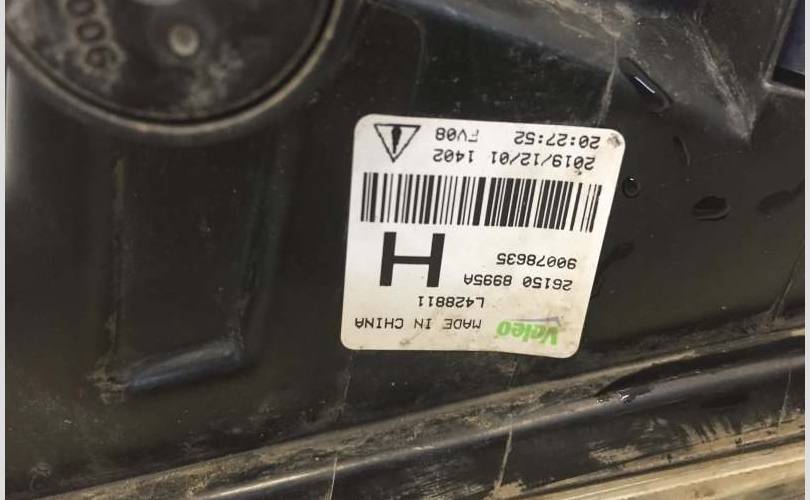 Valeo MADE IN CHINA
L428811
26150 8995A
90078635
H
2019/12/01 1402
20:27:52 FV08